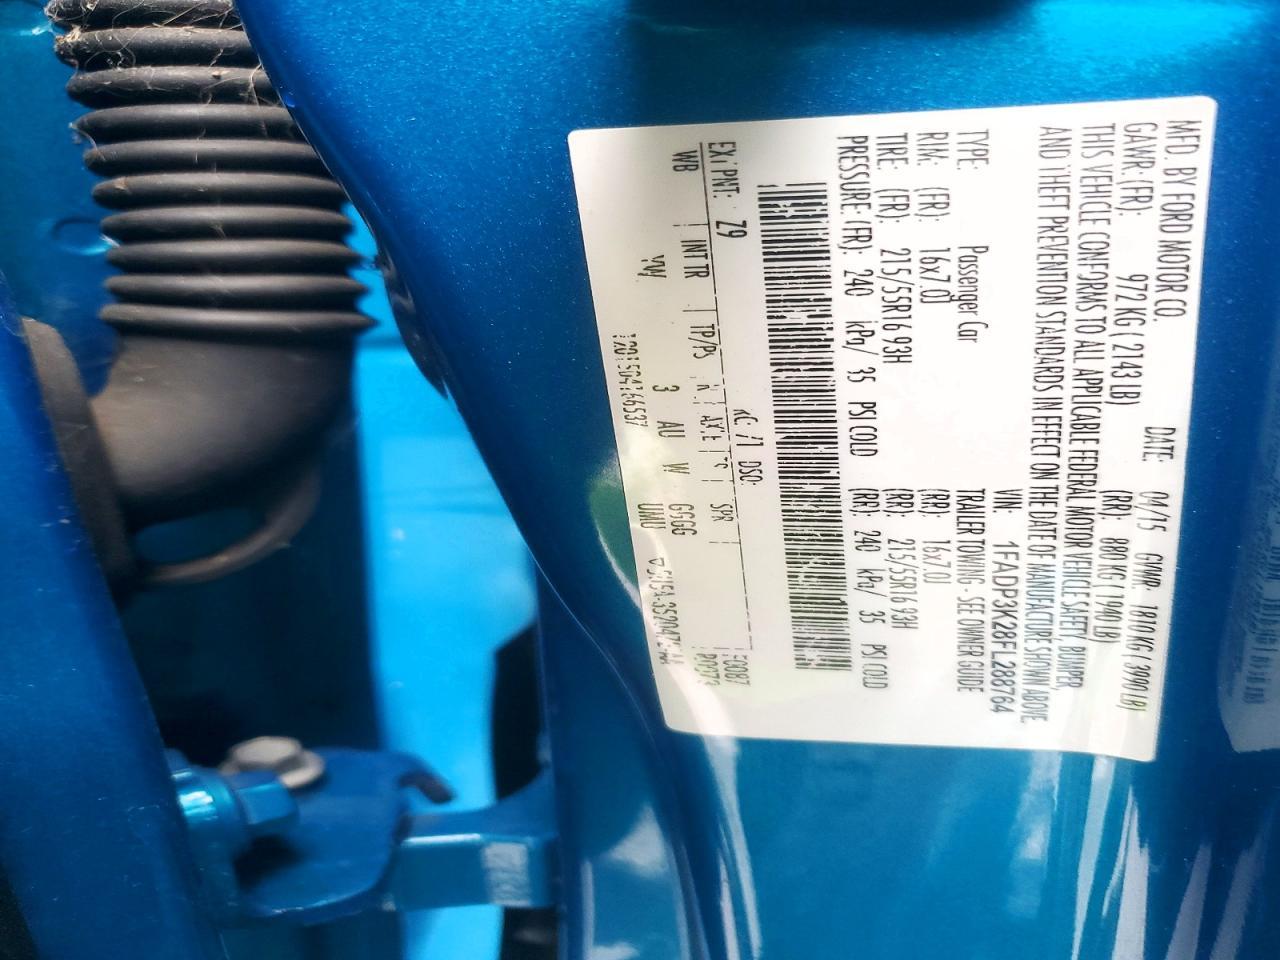 MFD. BY FORD MOTOR CO.
DATE: 04/15 GVWR: 1810 KG ( 3990 LB)
GAWR: (FR): 972 KG ( 2143 LB) (RR): 880 KG ( 1940 LB)
THIS VEHICLE CONFORMS TO ALL APPLICABLE FEDERAL MOTOR VEHICLE SAFETY, BUMPER,
AND THEFT PREVENTION STANDARDS IN EFFECT ON THE DATE OF MANUFACTURE SHOWN ABOVE
VIN: 1FADP3K28FL288764
TYPE: Passenger Car TRAILER TOWING - SEE OWNER GUIDE
RIM: (FR): 16x7.0J (RR): 16x7.0J
TIRE: (FR): 215/55R16 93H (RR): 215/55R16 93H
PRESSURE: (FR): 240 kPa/ 35 PSI COLD (RR): 240 kPa/ 35 PSI COLD
DSO:
EXT PNT: Z9
WB INT TR TP/PS R AXLE TS SPR
3 AU W G5GG
UNU